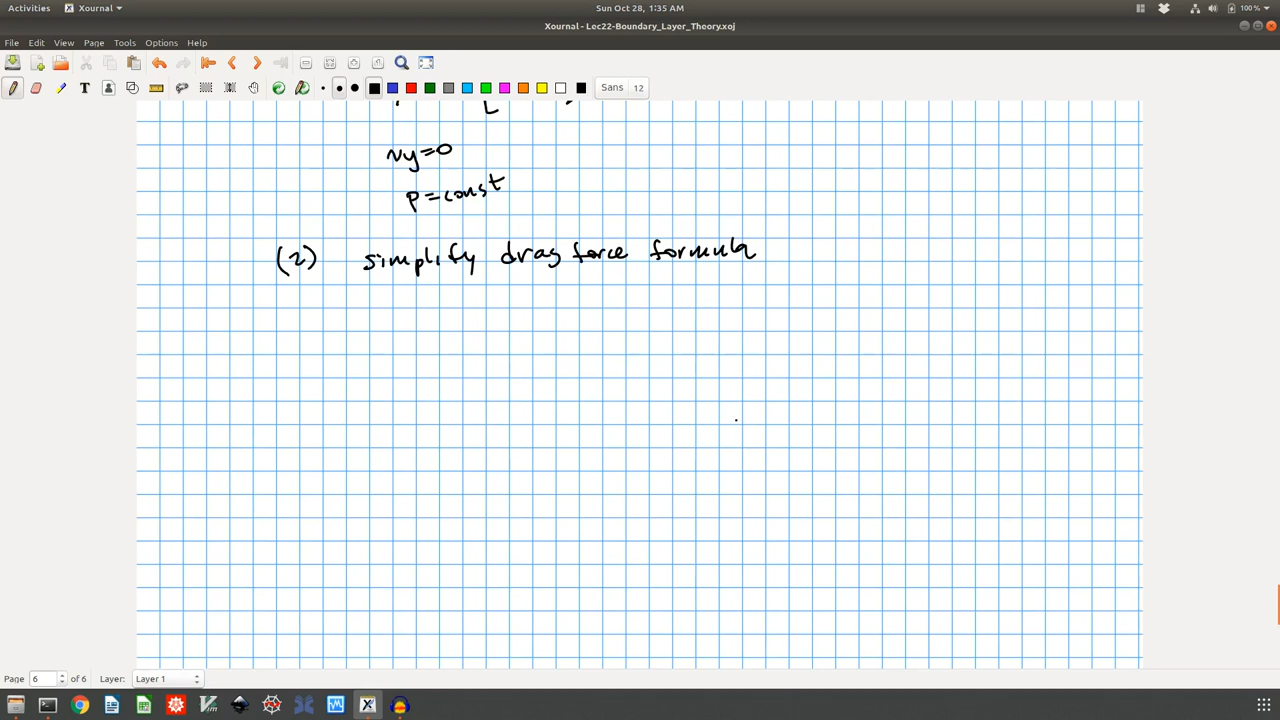 Activities Xournal Sun Oct 28, 1:35 AM 100 %
Xournal - Lec22-Boundary_Layer_Theory.xoj
File Edit View Page Tools Options Help
Sans 12
L
vy=0
p=const
(2) simplify drag force formula
Page 6 of 6 Layer: Layer 1